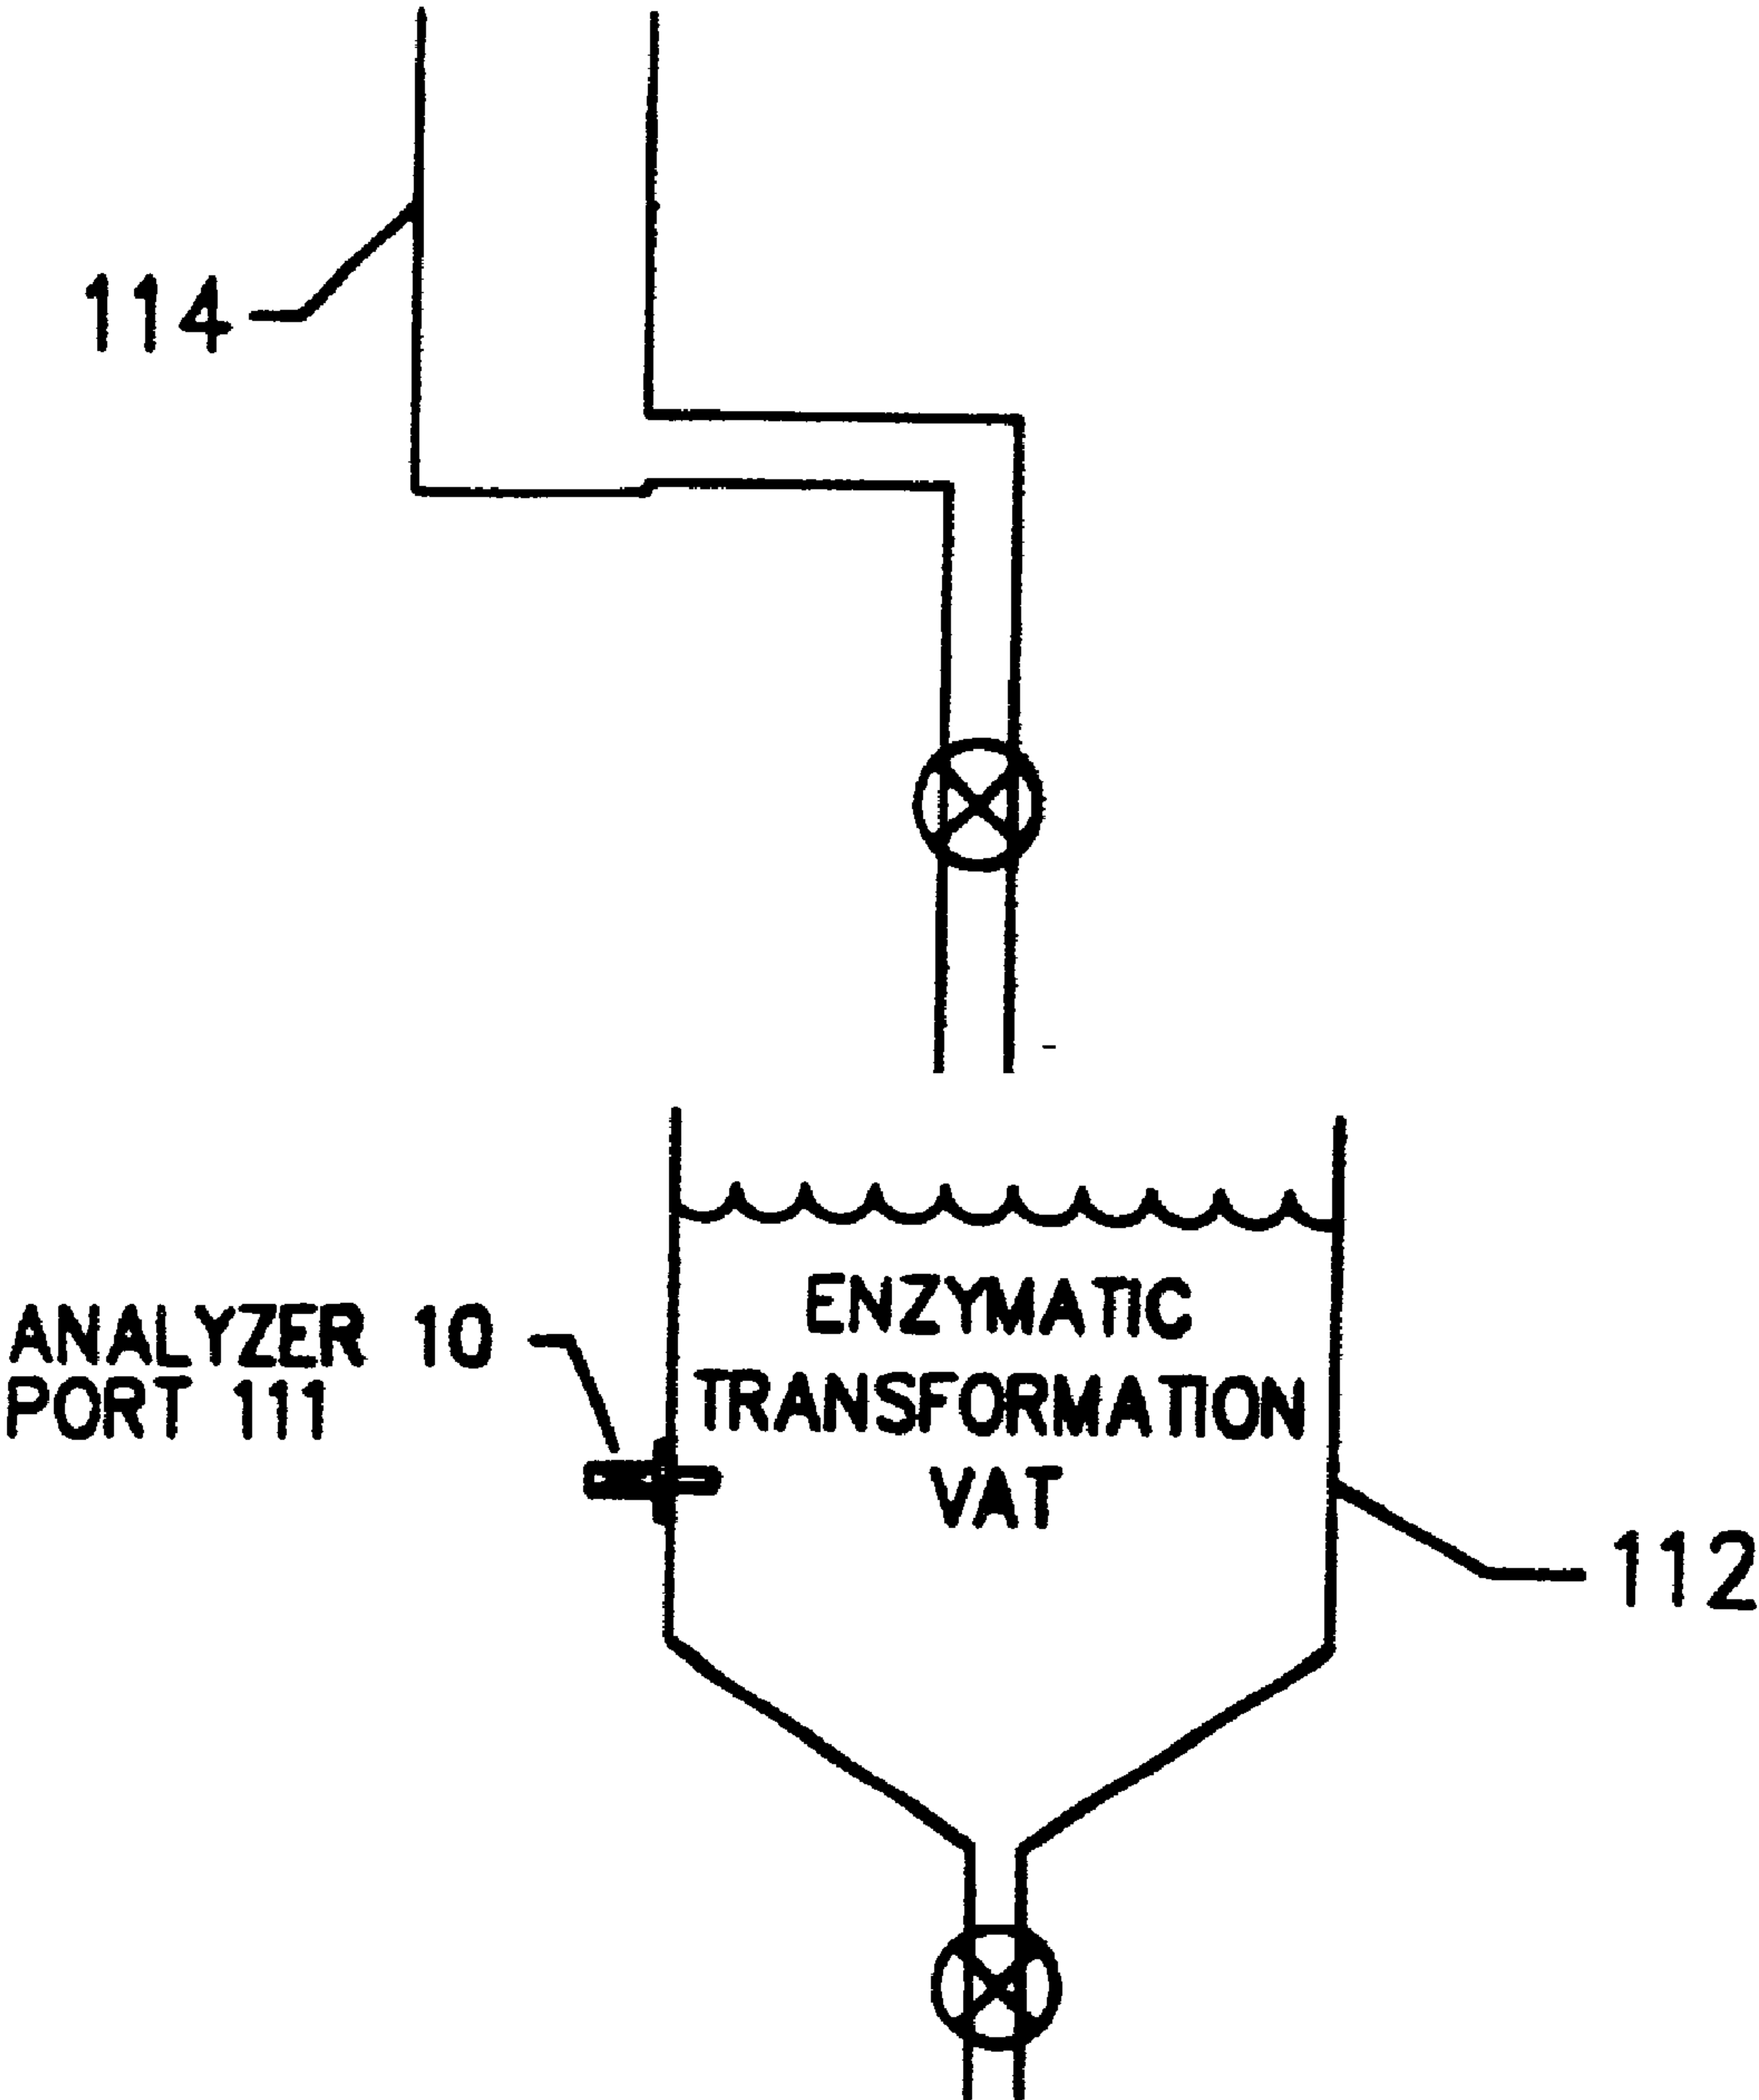 114
ENZYMATIC
TRANSFORMATION
VAT
ANALYZER 10
PORT 111
112